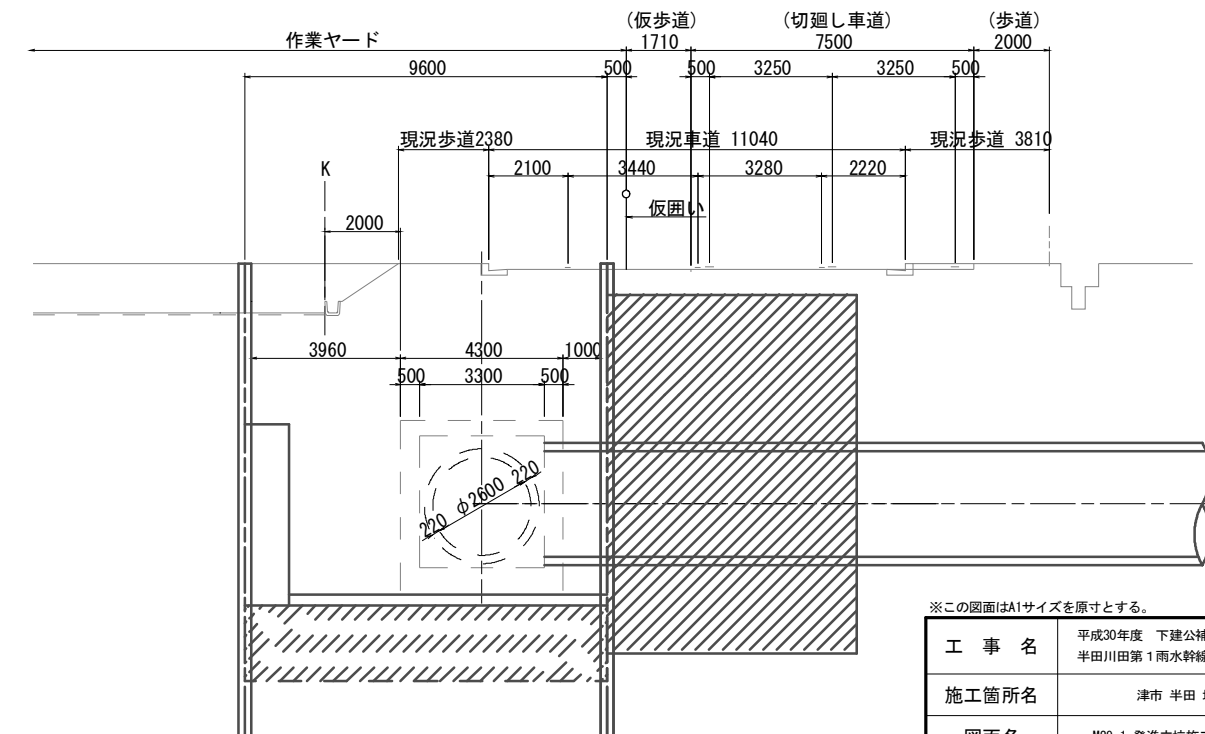 (仮歩道) (切廻し車道) (歩道)
作業ヤード 1710 7500 2000
9600 500 500 3250 3250 500
現況歩道2380 現況車道 11040 現況歩道 3810
K 2100 3440 3280 2220
仮囲い
2000
3960 4300 1000
500 3300 500
220 φ2600 220
※この図面はA1サイズを原寸とする。
工 事 名 平成30年度 下建公補
半田川田第1雨水幹線
施工箇所名 津市 半田
図面名